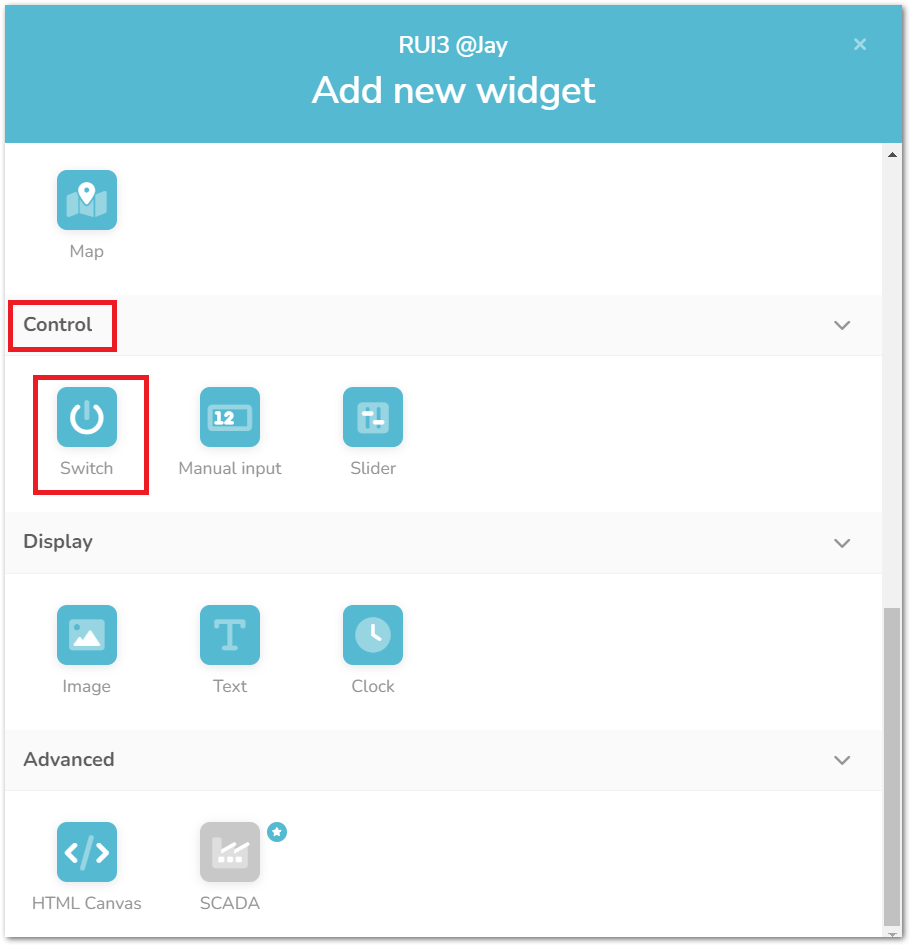 RUI3 @Jay
Add new widget
Map
Control
12
Switch
Manual input
Slider
Display
T
Image
Text
Clock
Advanced
</>
HTML Canvas
SCADA